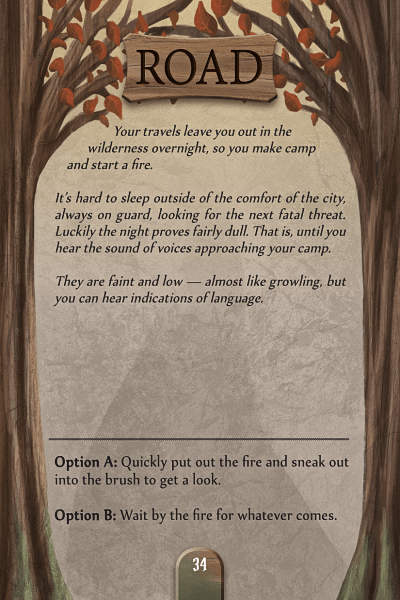 ROAD
Your travels leave you out in the
wilderness overnight, so you make camp
and start a fire.
It's hard to sleep outside of the comfort of the city,
always on guard, looking for the next fatal threat.
Luckily the night proves fairly dull. That is, until you
hear the sound of voices approaching your camp.
They are faint and low — almost like growling, but
you can hear indications of language.
Option A: Quickly put out the fire and sneak out
into the brush to get a look.
Option B: Wait by the fire for whatever comes.
34